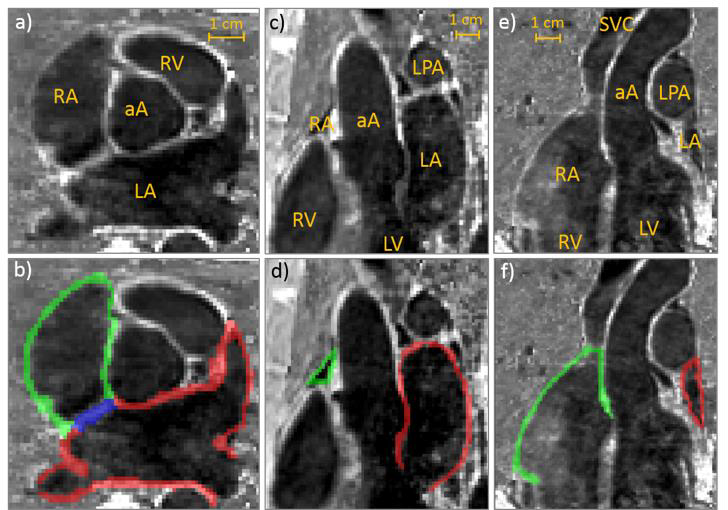 a)
1 cm
RA
RV
aA
LA
c)
1 cm
LPA
RA
aA
LA
RV
LV
e)
SVC
1 cm
aA
LPA
LA
RA
RV
LV
b)
d)
f)